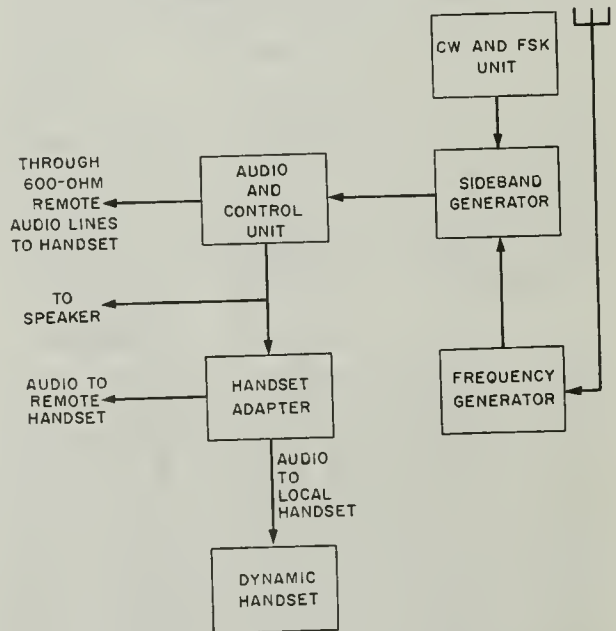 CW AND FSK
UNIT
THROUGH
600-OHM
REMOTE
AUDIO LINES
TO HANDSET
AUDIO
AND
CONTROL
UNIT
SIDEBAND
GENERATOR
TO
SPEAKER
AUDIO TO
REMOTE
HANDSET
HANDSET
ADAPTER
FREQUENCY
GENERATOR
AUDIO
TO
LOCAL
HANDSET
DYNAMIC
HANDSET